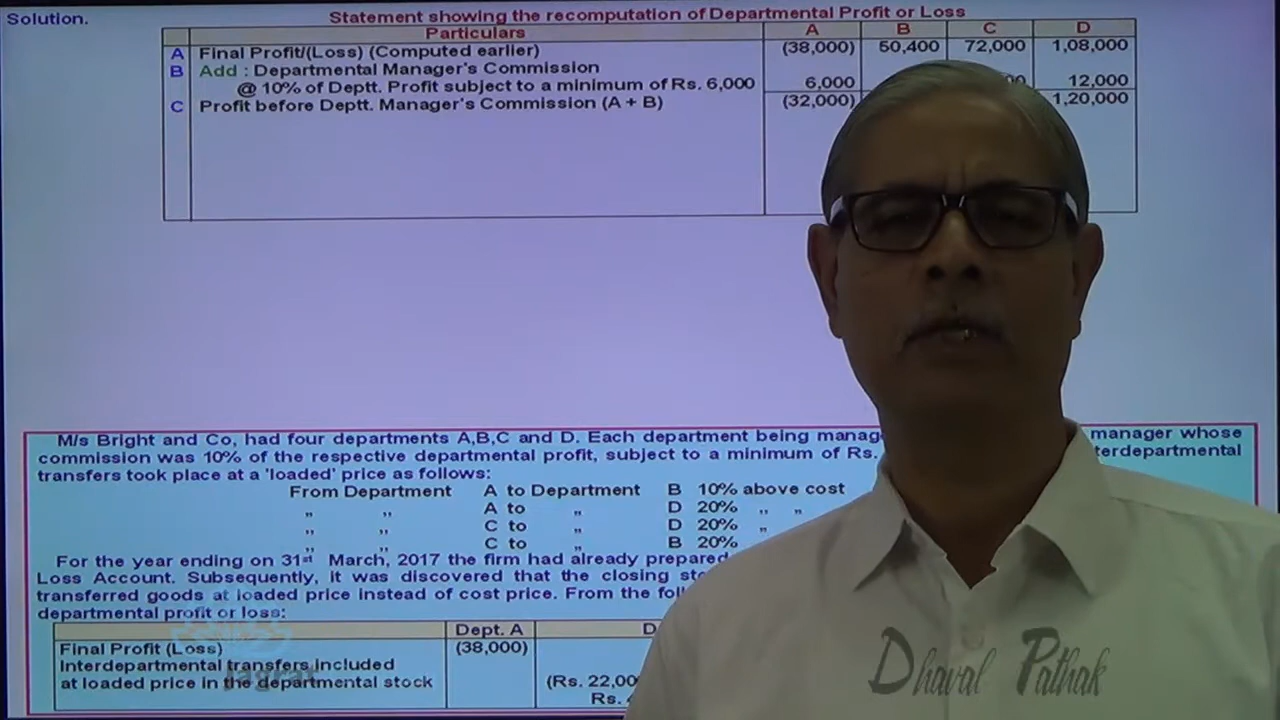 Solution.
Statement showing the recomputation of Departmental Profit or Loss
Particulars A B C D
A Final Profit/(Loss) (Computed earlier) (38,000) 50,400 72,000 1,08,000
B Add : Departmental Manager's Commission
@ 10% of Deptt. Profit subject to a minimum of Rs. 6,000 6,000 12,000
C Profit before Deptt. Manager's Commission (A + B) (32,000) 1,20,000
M/s Bright and Co, had four departments A,B,C and D. Each department being manag manager whose
commission was 10% of the respective departmental profit, subject to a minimum of Rs. terdepartmental
transfers took place at a 'loaded' price as follows:
From Department A to Department B 10% above cost
„ „ A to „ D 20% „ „
„ „ C to „ D 20% „
„ „ C to „ B 20%
For the year ending on 31st March, 2017 the firm had already prepared
Loss Account. Subsequently, it was discovered that the closing sto
transferred goods at loaded price instead of cost price. From the foll
departmental profit or loss:
Dept. A D
Final Profit (Loss) (38,000)
Interdepartmental transfers included
at loaded price in the departmental stock (Rs. 22,00
Rs.
jagrat
Dhaval Pathak